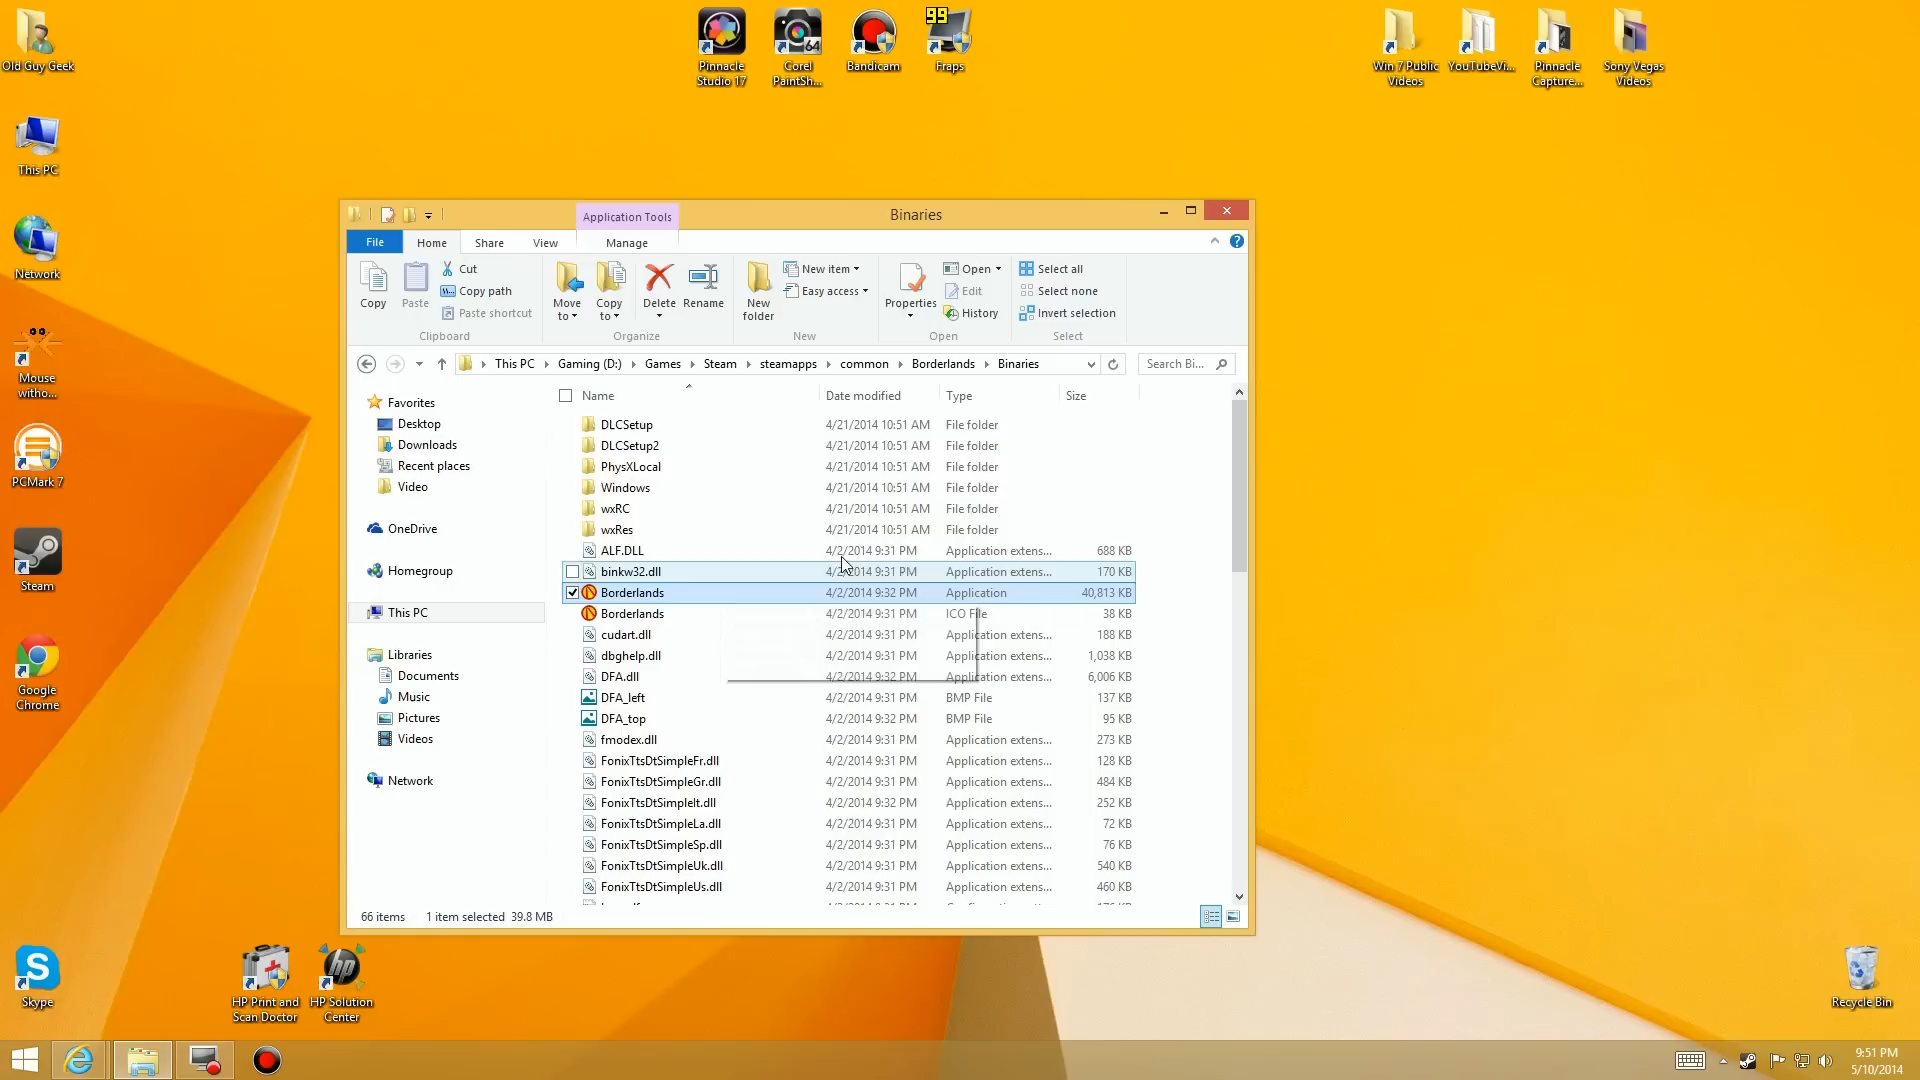 Old Guy Geek
This PC
Network
Mouse
witho...
PCMark 7
Steam
Google
Chrome
Skype
HP Print and
Scan Doctor
HP Solution
Center
Pinnacle
Studio 17
64
Corel
PaintSh...
Bandicam
99
Fraps
Win 7 Public
Videos
YouTubeVi...
Pinnacle
Capture...
Sony Vegas
Videos
Recycle Bin
Application Tools
Binaries
File
Home
Share
View
Manage
Copy
Paste
Cut
Copy path
Paste shortcut
Clipboard
Move
to
Copy
to
Delete
Rename
Organize
New
folder
New item
Easy access
New
Properties
Open
Edit
History
Open
Select all
Select none
Invert selection
Select
This PC
Gaming (D:)
Games
Steam
steamapps
common
Borderlands
Binaries
Search Bi...
Favorites
Desktop
Downloads
Recent places
Video
OneDrive
Homegroup
This PC
Libraries
Documents
Music
Pictures
Videos
Network
Name Date modified Type Size
DLCSetup 4/21/2014 10:51 AM File folder
DLCSetup2 4/21/2014 10:51 AM File folder
PhysXLocal 4/21/2014 10:51 AM File folder
Windows 4/21/2014 10:51 AM File folder
wxRC 4/21/2014 10:51 AM File folder
wxRes 4/21/2014 10:51 AM File folder
ALF.DLL 4/2/2014 9:31 PM Application extens... 688 KB
binkw32.dll 4/2/2014 9:31 PM Application extens... 170 KB
Borderlands 4/2/2014 9:32 PM Application 40,813 KB
Borderlands 4/2/2014 9:31 PM ICO File 38 KB
cudart.dll 4/2/2014 9:31 PM Application extens... 188 KB
dbghelp.dll 4/2/2014 9:31 PM Application extens... 1,038 KB
DFA.dll 4/2/2014 9:32 PM Application extens... 6,006 KB
DFA_left 4/2/2014 9:31 PM BMP File 137 KB
DFA_top 4/2/2014 9:32 PM BMP File 95 KB
fmodex.dll 4/2/2014 9:31 PM Application extens... 273 KB
FonixTtsDtSimpleFr.dll 4/2/2014 9:31 PM Application extens... 128 KB
FonixTtsDtSimpleGr.dll 4/2/2014 9:31 PM Application extens... 484 KB
FonixTtsDtSimpleIt.dll 4/2/2014 9:32 PM Application extens... 252 KB
FonixTtsDtSimpleLa.dll 4/2/2014 9:31 PM Application extens... 72 KB
FonixTtsDtSimpleSp.dll 4/2/2014 9:31 PM Application extens... 76 KB
FonixTtsDtSimpleUk.dll 4/2/2014 9:31 PM Application extens... 540 KB
FonixTtsDtSimpleUs.dll 4/2/2014 9:31 PM Application extens... 460 KB
66 items 1 item selected 39.8 MB
9:51 PM
5/10/2014